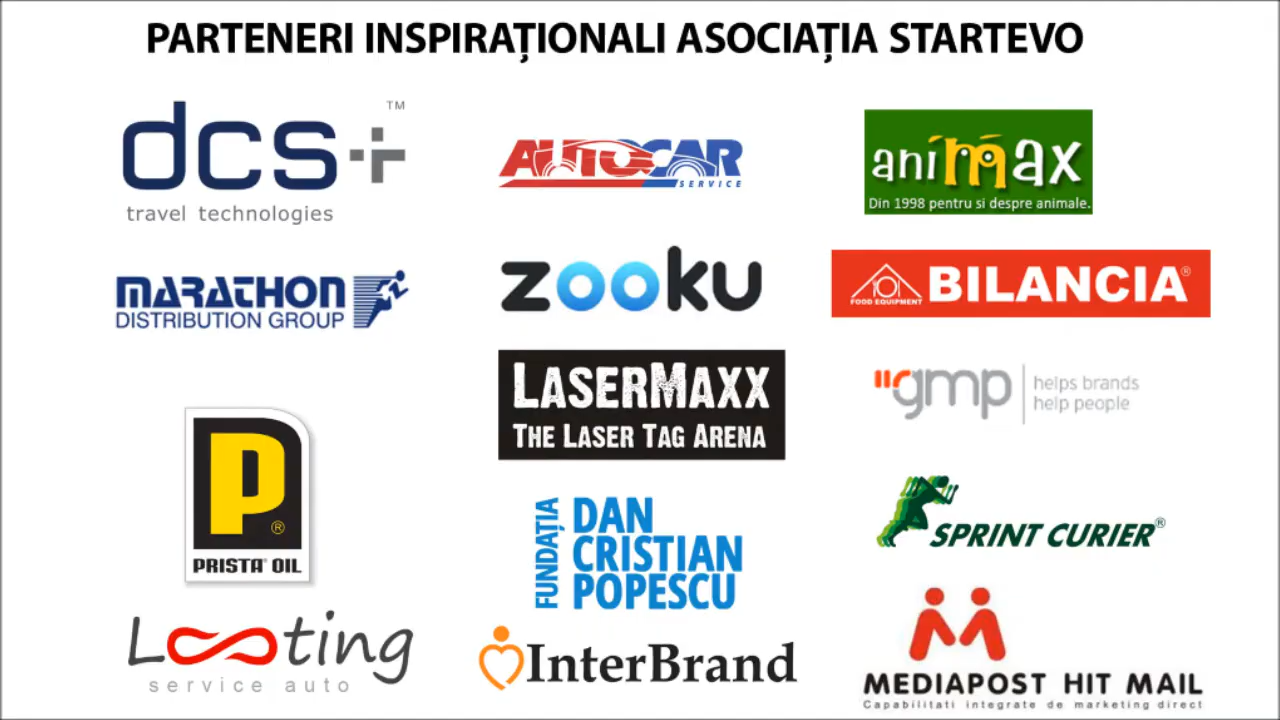 PARTENERI INSPIRAȚIONALI ASOCIAȚIA STARTEVO
dcs+ ™
travel technologies
AUTOCAR
SERVICE
animax
Din 1998 pentru si despre animale.
MARATHON
DISTRIBUTION GROUP
zooku
FOOD EQUIPMENT
BILANCIA®
LASERMAXX
THE LASER TAG ARENA
gmp
helps brands
help people
P®
PRISTA® OIL
FUNDAȚIA
DAN
CRISTIAN
POPESCU
SPRINT CURIER®
Looting
service auto
InterBrand
MEDIAPOST HIT MAIL
Capabilitati integrate de marketing direct